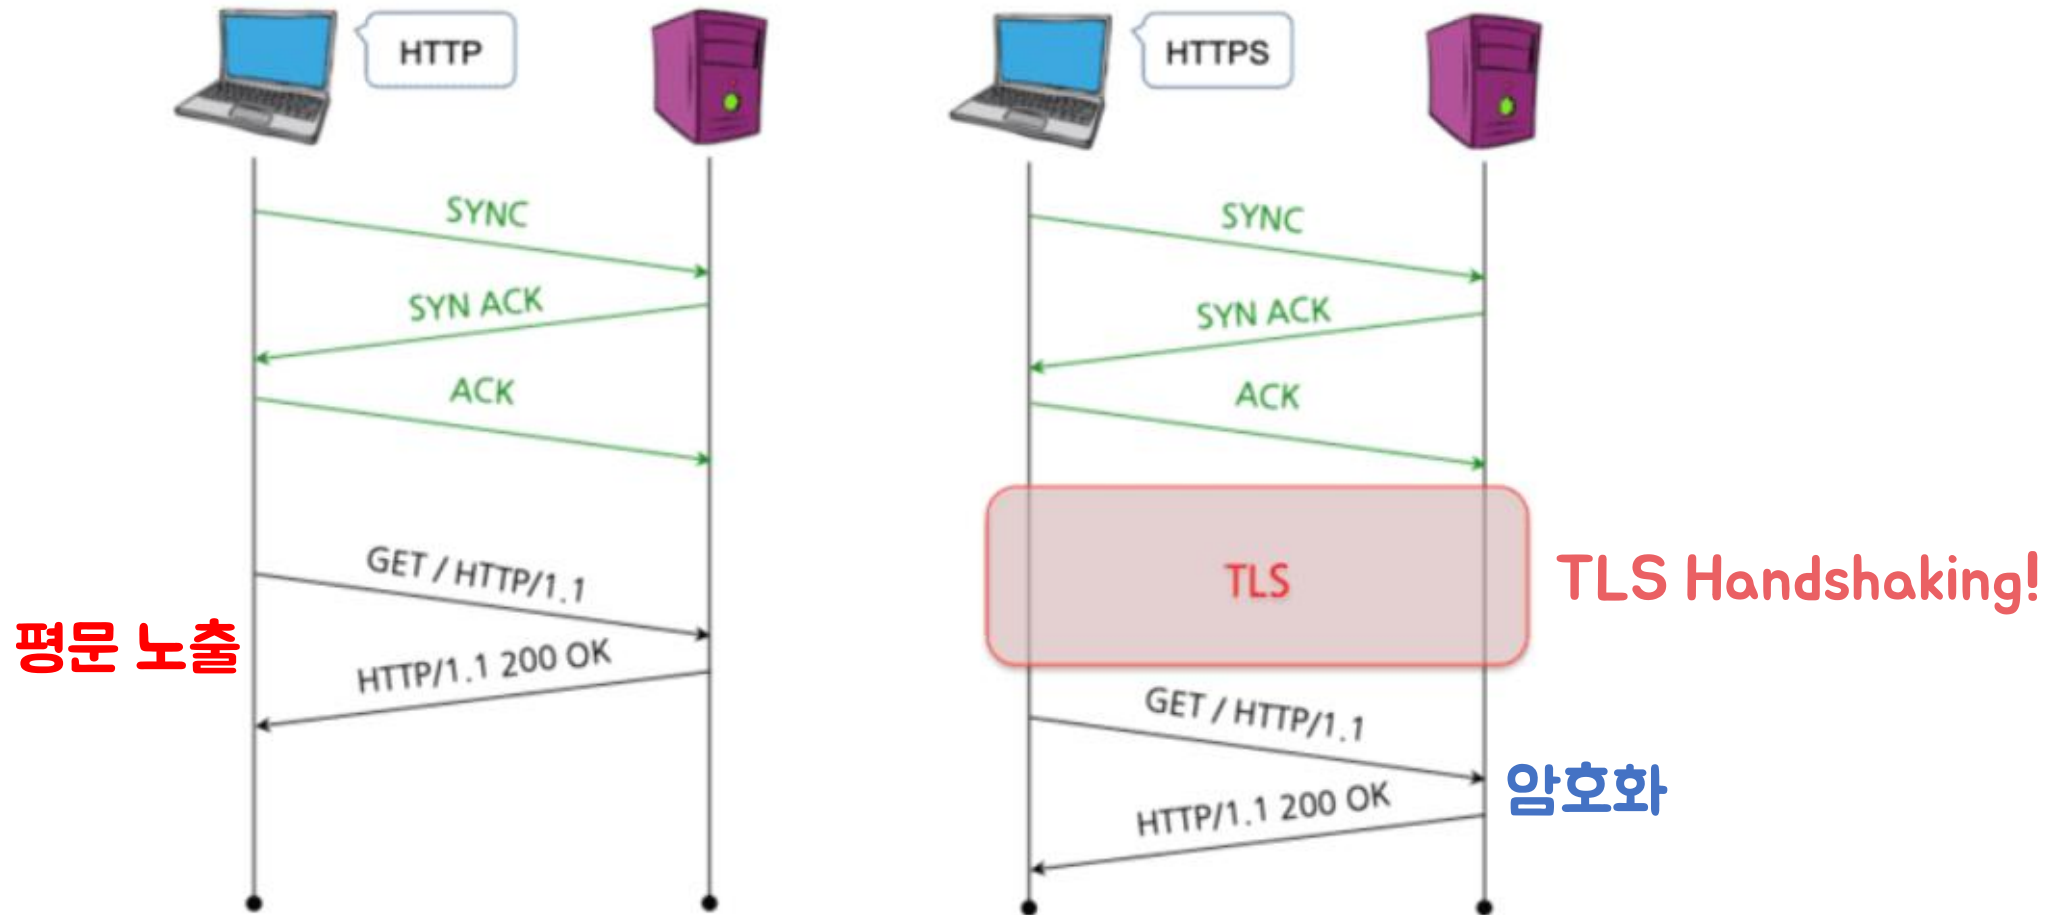 HTTP
SYNC
SYN ACK
ACK
GET / HTTP/1.1
평문 노출
HTTP/1.1 200 OK
HTTPS
SYNC
SYN ACK
ACK
TLS
TLS Handshaking!
GET / HTTP/1.1
암호화
HTTP/1.1 200 OK